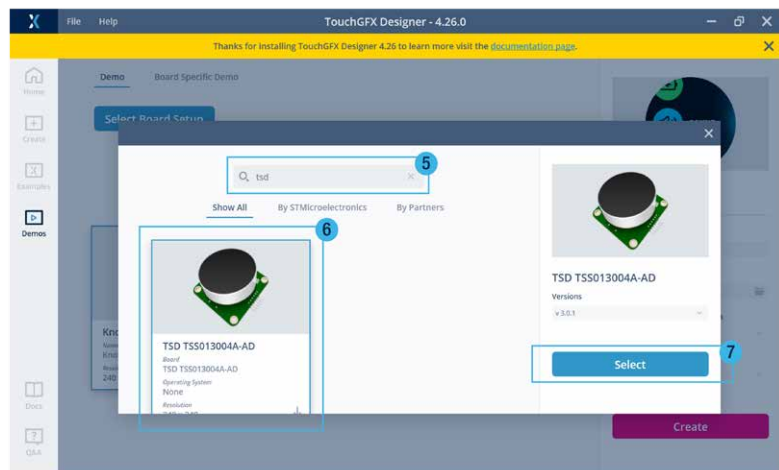 File Help TouchGFX Designer - 4.26.0
Thanks for installing TouchGFX Designer 4.26 to learn more visit the documentation page.
Home
Create
Examples
Demos
Docs
Q&A
Demo Board Specific Demo
Select Board Setup
5
tsd
Show All By STMicroelectronics By Partners
6
TSD TSS013004A-AD
Board
TSD TSS013004A-AD
Operating System
None
Resolution
TSD TSS013004A-AD
Versions
v 3.0.1
7
Select
Kno
Kno
240
Create